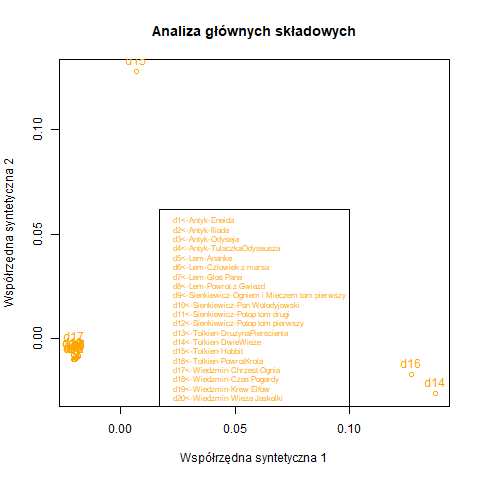 Analiza głównych składowych
d15
0.10
0.05
0.00
Współrzędna syntetyczna 2
d1<-Antyk-Eneida
d2<-Antyk-Iliada
d3<-Antyk-Odyseja
d4<-Antyk-TulaczkaOdyseusza
d5<-Lem-Ananke
d6<-Lem-Czlowiek z marsa
d7<-Lem-Glos Pana
d8<-Lem-Powrot z Gwiazd
d9<-Sienkiewicz-Ogniem i Mieczem tom pierwszy
d10<-Sienkiewicz-Pan Wolodyjowski
d11<-Sienkiewicz-Potop tom drugi
d12<-Sienkiewicz-Potop tom pierwszy
d13<-Tolkien-DruzynaPierscienia
d14<-Tolkien-DwieWieze
d15<-Tolkien-Hobbit
d16<-Tolkien-PowrotKrola
d17<-Wiedzmin-Chrzest Ognia
d18<-Wiedzmin-Czas Pogardy
d19<-Wiedzmin-Krew Elfow
d20<-Wiedzmin-Wieza Jaskolki
d17
d16
d14
0.00 0.05 0.10
Współrzędna syntetyczna 1